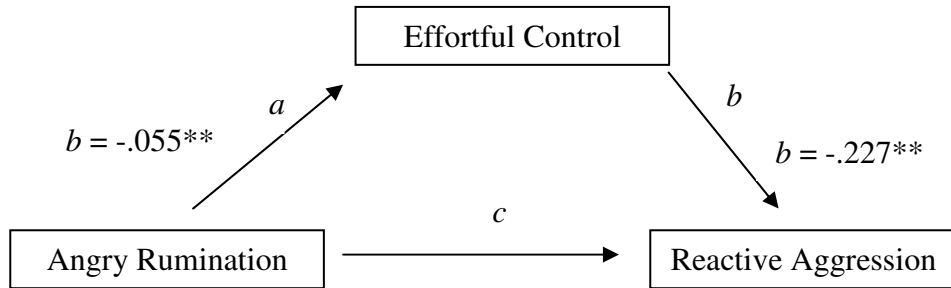 Effortful Control
a
b
b = -.055**
b = -.227**
c
Angry Rumination
Reactive Aggression